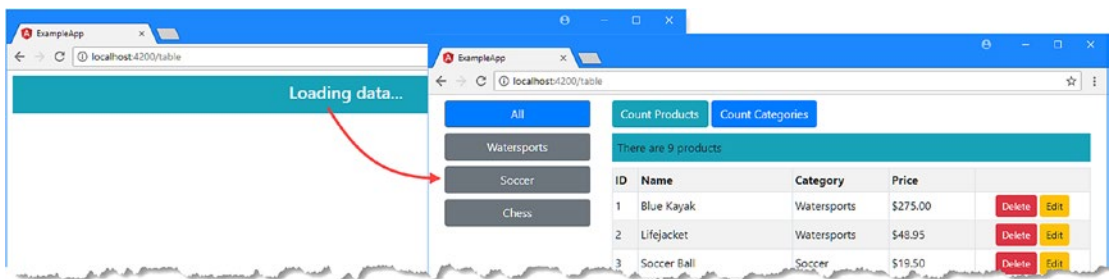 ExampleApp
localhost:4200/table
Loading data...
ExampleApp
localhost:4200/table
All
Watersports
Soccer
Chess
Count Products Count Categories
There are 9 products
ID Name Category Price
1 Blue Kayak Watersports $275.00 Delete Edit
2 Lifejacket Watersports $48.95 Delete Edit
3 Soccer Ball Soccer $19.50 Delete Edit